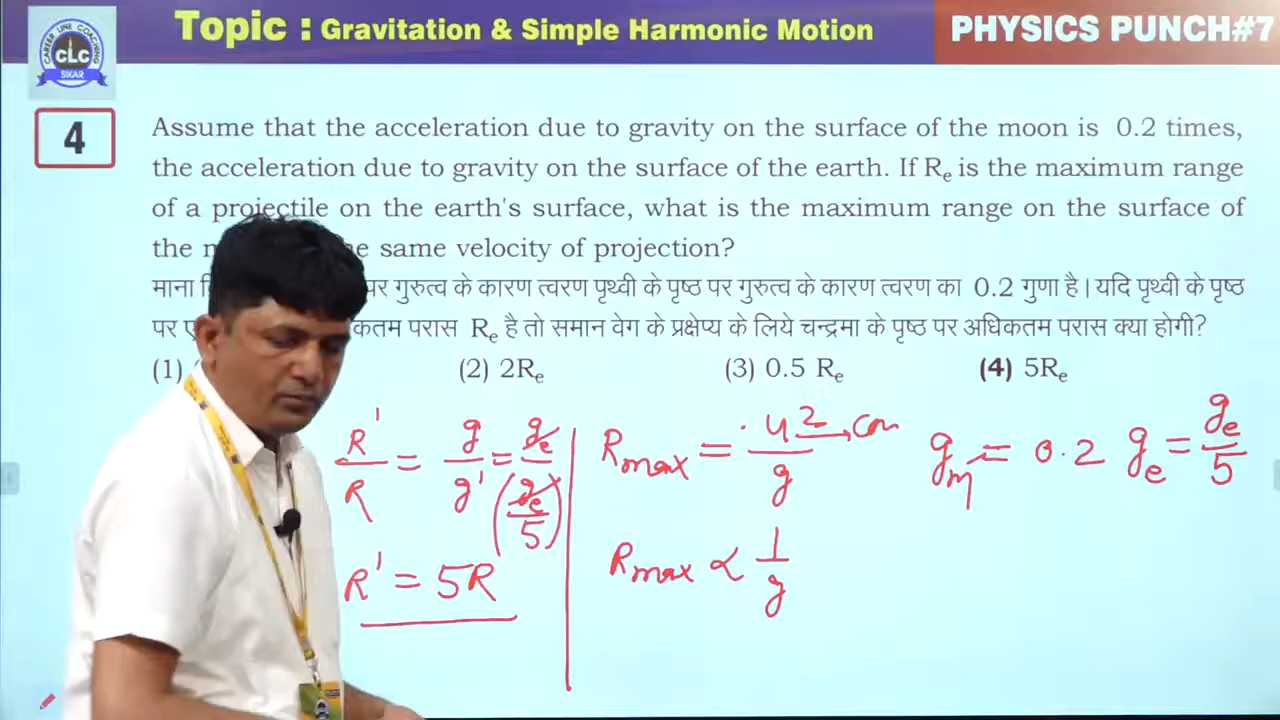 Topic : Gravitation & Simple Harmonic Motion
PHYSICS PUNCH#7
CAREER LINE COACHING
CLC
SIKAR
4
Assume that the acceleration due to gravity on the surface of the moon is 0.2 times,
the acceleration due to gravity on the surface of the earth. If Re is the maximum range
of a projectile on the earth's surface, what is the maximum range on the surface of
the same velocity of projection?
माना पर गुरुत्व के कारण त्वरण पृथ्वी के पृष्ठ पर गुरुत्व के कारण त्वरण का 0.2 गुणा है। यदि पृथ्वी के पृष्ठ
पर परास Re है तो समान वेग के प्रक्षेप्य के लिये चन्द्रमा के पृष्ठ पर अधिकतम परास क्या होगी?
(1) (2) 2Re (3) 0.5 Re (4) 5Re
R'/R = g/g' = ge/(ge/5)
R' = 5R
Rmax = u²/g → con
Rmax ∝ 1/g
gm = 0.2 ge = ge/5